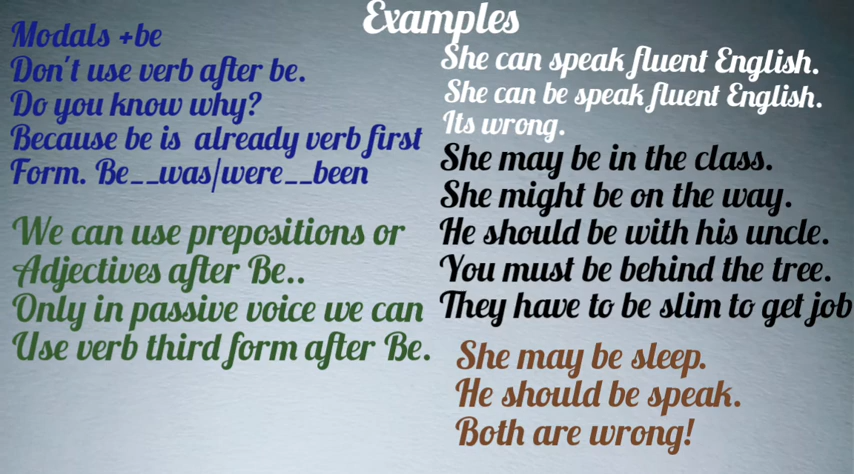 Modals +be
Don't use verb after be.
Do you know why?
Because be is already verb first
Form. Be__was/were__been
We can use prepositions or
Adjectives after Be..
Only in passive voice we can
Use verb third form after Be.
Examples
She can speak fluent English.
She can be speak fluent English.
Its wrong.
She may be in the class.
She might be on the way.
He should be with his uncle.
You must be behind the tree.
They have to be slim to get job
She may be sleep.
He should be speak.
Both are wrong!